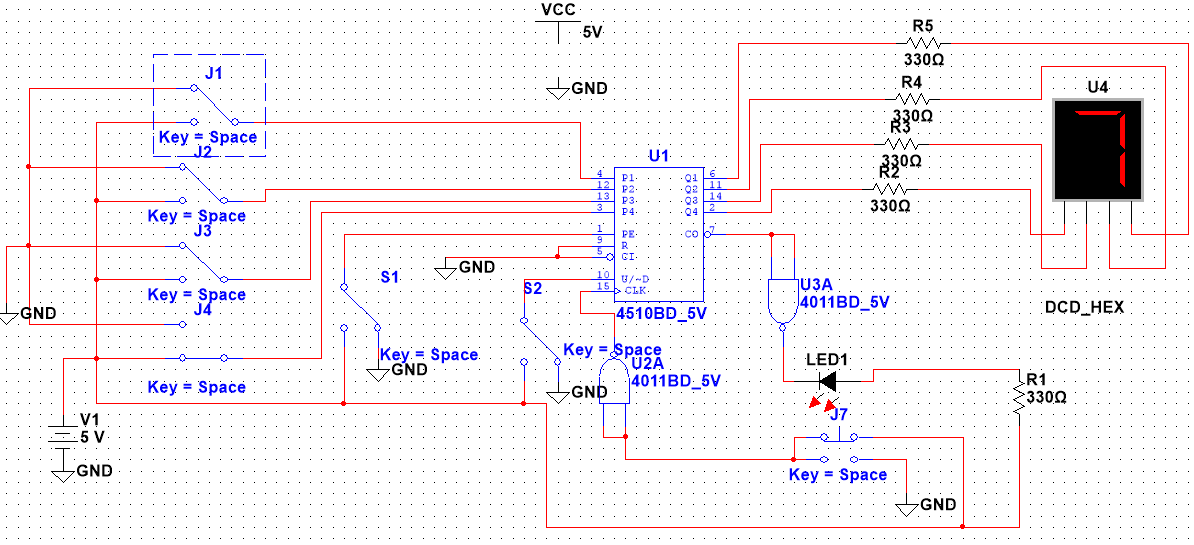 VCC
5V
GND
J1
Key = Space
J2
Key = Space
J3
Key = Space
J4
Key = Space
GND
V1
5 V
GND
S1
Key = Space
GND
GND
S2
Key = Space
GND
U1
4 P1
12 P2
13 P3
3 P4
1 PE
9 R
5 CI
10 U/~D
15 CLK
Q1 6
Q2 11
Q3 14
Q4 2
CO 7
4510BD_5V
U2A
4011BD_5V
U3A
4011BD_5V
R5
330Ω
R4
330Ω
R3
330Ω
R2
330Ω
U4
DCD_HEX
LED1
R1
330Ω
J7
Key = Space
GND
7